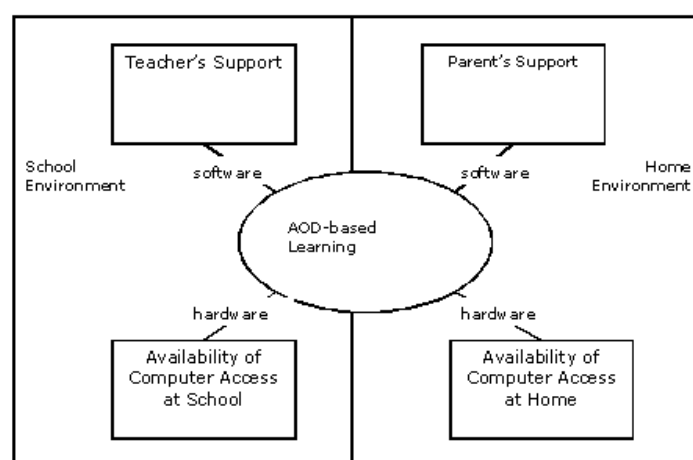 Teacher's Support
Parent's Support
School
Environment
software
software
Home
Environment
AOD-based
Learning
hardware
hardware
Availability of
Computer Access
at School
Availability of
Computer Access
at Home